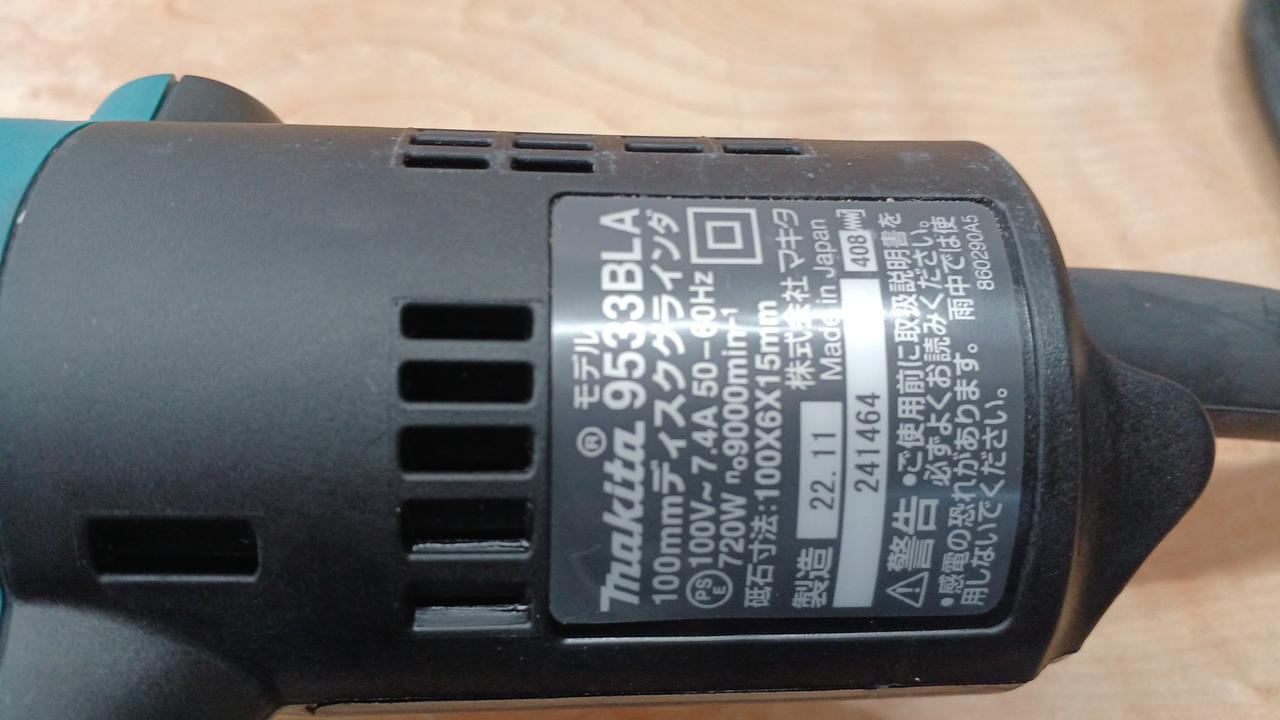 モデル
makita® 9533BLA
100mmディスクグラインダ
PSE 100V~ 7.4A 50-60Hz
720W n₀9000min⁻¹
砥石寸法:100X6X15mm
株式会社 マキタ
製造 22.11 Made in Japan
241464 408
⚠警告 •ご使用前に取扱説明書を
必ずよくお読みください。
•感電の恐れがあります。雨中では使
用しないでください。 860290A5